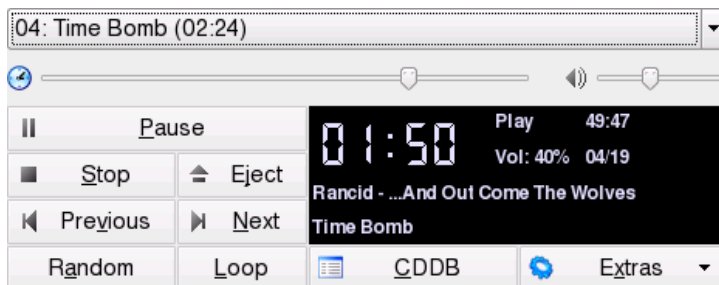 04: Time Bomb (02:24)
Pause
Stop
Eject
Previous
Next
Random
Loop
01:50
Play 49:47
Vol: 40% 04/19
Rancid - ...And Out Come The Wolves
Time Bomb
CDDB
Extras